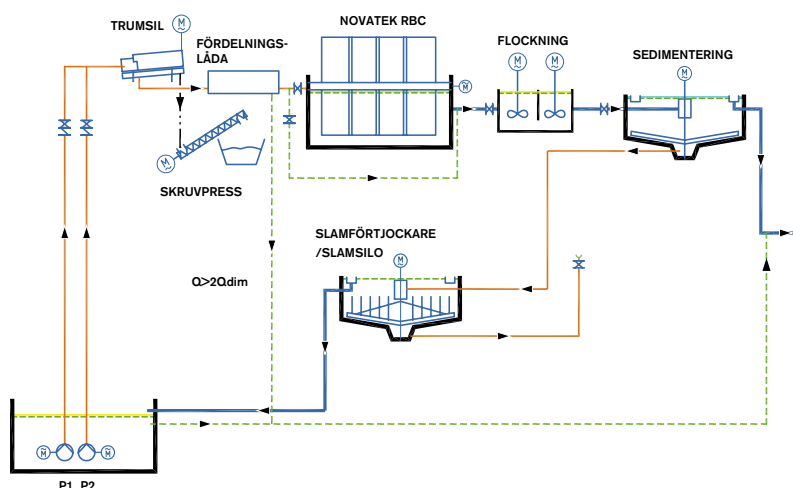 TRUMSIL
M
FÖRDELNINGS-
LÅDA
NOVATEK RBC
M
FLOCKNING
M
M
SEDIMENTERING
M
M
SKRUVPRESS
SLAMFÖRTJOCKARE
/SLAMSILO
M
Q>2Qdim
M
M
P1 P2